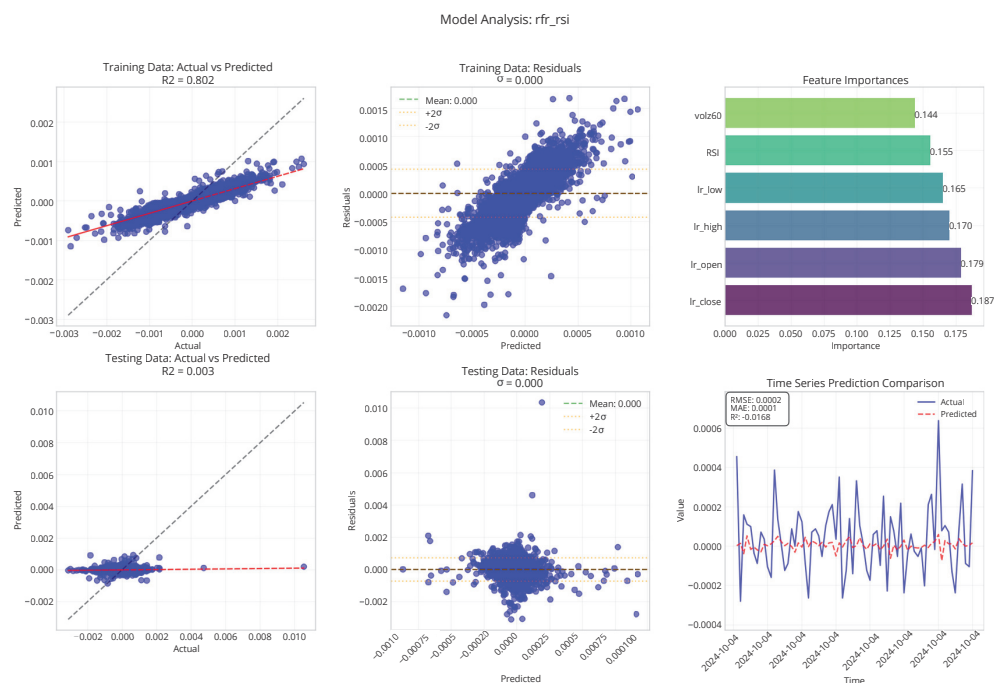 Model Analysis: rfr_rsi
Training Data: Actual vs Predicted
R2 = 0.802
0.002
0.001
0.000
−0.001
−0.002
−0.003
Predicted
−0.003 −0.002 −0.001 0.000 0.001 0.002
Actual
Training Data: Residuals
σ = 0.000
Mean: 0.000
+2σ
-2σ
0.0015
0.0010
0.0005
0.0000
−0.0005
−0.0010
−0.0015
−0.0020
Residuals
−0.0010 −0.0005 0.0000 0.0005 0.0010
Predicted
Feature Importances
volz60 0.144
RSI 0.155
lr_low 0.165
lr_high 0.170
lr_open 0.179
lr_close 0.187
0.000 0.025 0.050 0.075 0.100 0.125 0.150 0.175
Importance
Testing Data: Actual vs Predicted
R2 = 0.003
0.010
0.008
0.006
0.004
0.002
0.000
−0.002
Predicted
−0.002 0.000 0.002 0.004 0.006 0.008 0.010
Actual
Testing Data: Residuals
σ = 0.000
Mean: 0.000
+2σ
-2σ
0.010
0.008
0.006
0.004
0.002
0.000
−0.002
Residuals
−0.0010 −0.00075 −0.0005 −0.00020 0.0000 0.00025 0.0005 0.00075 0.000100
Predicted
Time Series Prediction Comparison
RMSE: 0.0002
MAE: 0.0001
R²: -0.0168
Actual
Predicted
0.0006
0.0004
0.0002
0.0000
−0.0002
−0.0004
Value
2024-10-04 2024-10-04 2024-10-04 2024-10-04 2024-10-04 2024-10-04 2024-10-04 2024-10-04
Time